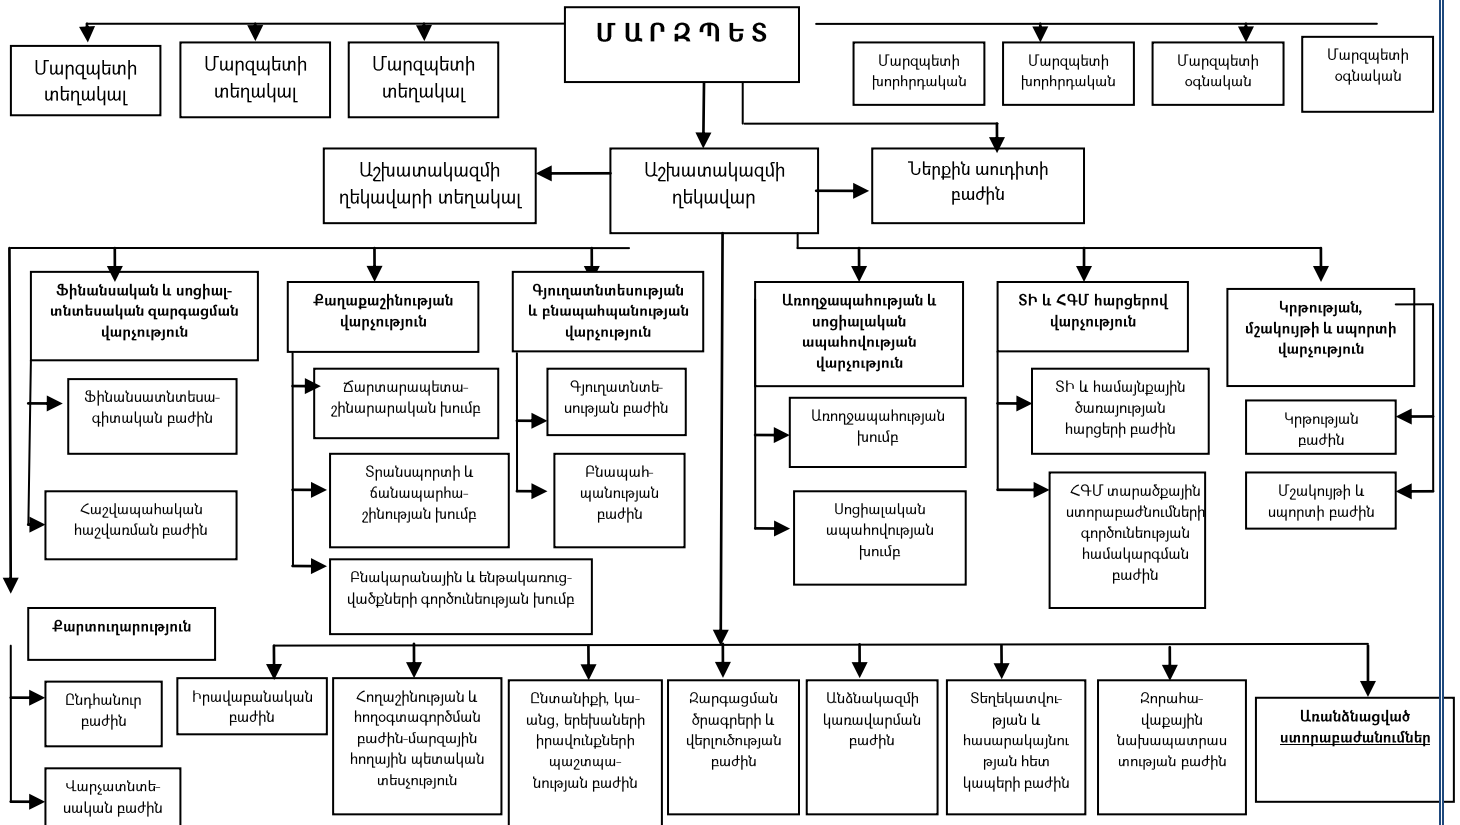 ՄԱՐԶՊԵՏ
Մարզպետի
տեղակալ
Մարզպետի
տեղակալ
Մարզպետի
տեղակալ
Մարզպետի
խորհրդական
Մարզպետի
խորհրդական
Մարզպետի
օգնական
Մարզպետի
օգնական
Աշխատակազմի
ղեկավարի տեղակալ
Աշխատակազմի
ղեկավար
Ներքին աուդիտի
բաժին
Ֆինանսական և սոցիալ-
տնտեսական զարգացման
վարչություն
Քաղաքաշինության
վարչություն
Գյուղատնտեսության
և բնապահպանության
վարչություն
Առողջապահության և
սոցիալական
ապահովության
վարչություն
ՏԻ և ՀԳՄ հարցերով
վարչություն
Կրթության,
մշակույթի և սպորտի
վարչություն
Ֆինանսատնտեսա-
գիտական բաժին
Հաշվապահական
հաշվառման բաժին
Ճարտարապետա-
շինարարական խումբ
Տրանսպորտի և
ճանապարհա-
շինության խումբ
Բնակարանային և ենթակառուց-
վածքների գործունեության խումբ
Գյուղատնտե-
սության բաժին
Բնապահ-
պանության
բաժին
Առողջապահության
խումբ
Սոցիալական
ապահովության
խումբ
ՏԻ և համայնքային
ծառայության
հարցերի բաժին
ՀԳՄ տարածքային
ստորաբաժնումների
գործունեության
համակարգման
բաժին
Կրթության
բաժին
Մշակույթի և
սպորտի բաժին
Քարտուղարություն
Ընդհանուր
բաժին
Վարչատնտե-
սական բաժին
Իրավաբանական
բաժին
Հողաշինության և
հողօգտագործման
բաժին-մարզային
հողային պետական
տեսչություն
Ընտանիքի, կա-
անց, երեխաների
իրավունքների
պաշտպա-
նության բաժին
Զարգացման
ծրագրերի և
վերլուծության
բաժին
Անձնակազմի
կառավարման
բաժին
Տեղեկատվու-
թյան և
հասարակայնու
թյան հետ
կապերի բաժին
Զորահա-
վաքային
նախապատրաս
տության բաժին
Առանձնացված
ստորաբաժանումներ